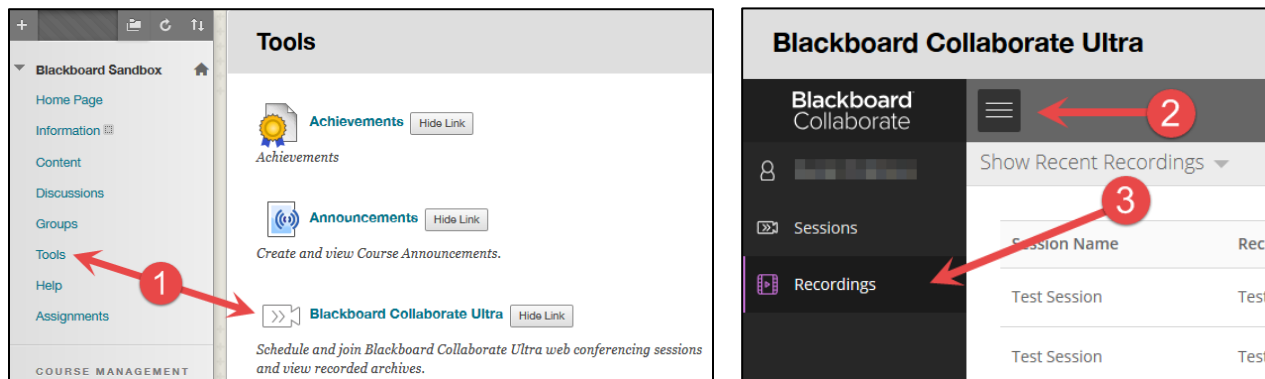 Blackboard Sandbox
Home Page
Information
Content
Discussions
Groups
Tools
Help
Assignments
COURSE MANAGEMENT
1
Tools
Achievements Hide Link
Achievements
Announcements Hide Link
Create and view Course Announcements.
Blackboard Collaborate Ultra Hide Link
Schedule and join Blackboard Collaborate Ultra web conferencing sessions
and view recorded archives.
Blackboard Collaborate Ultra
Blackboard
Collaborate
2
Show Recent Recordings
3
Sessions
Recordings
Session Name Rec
Test Session Test
Test Session Test